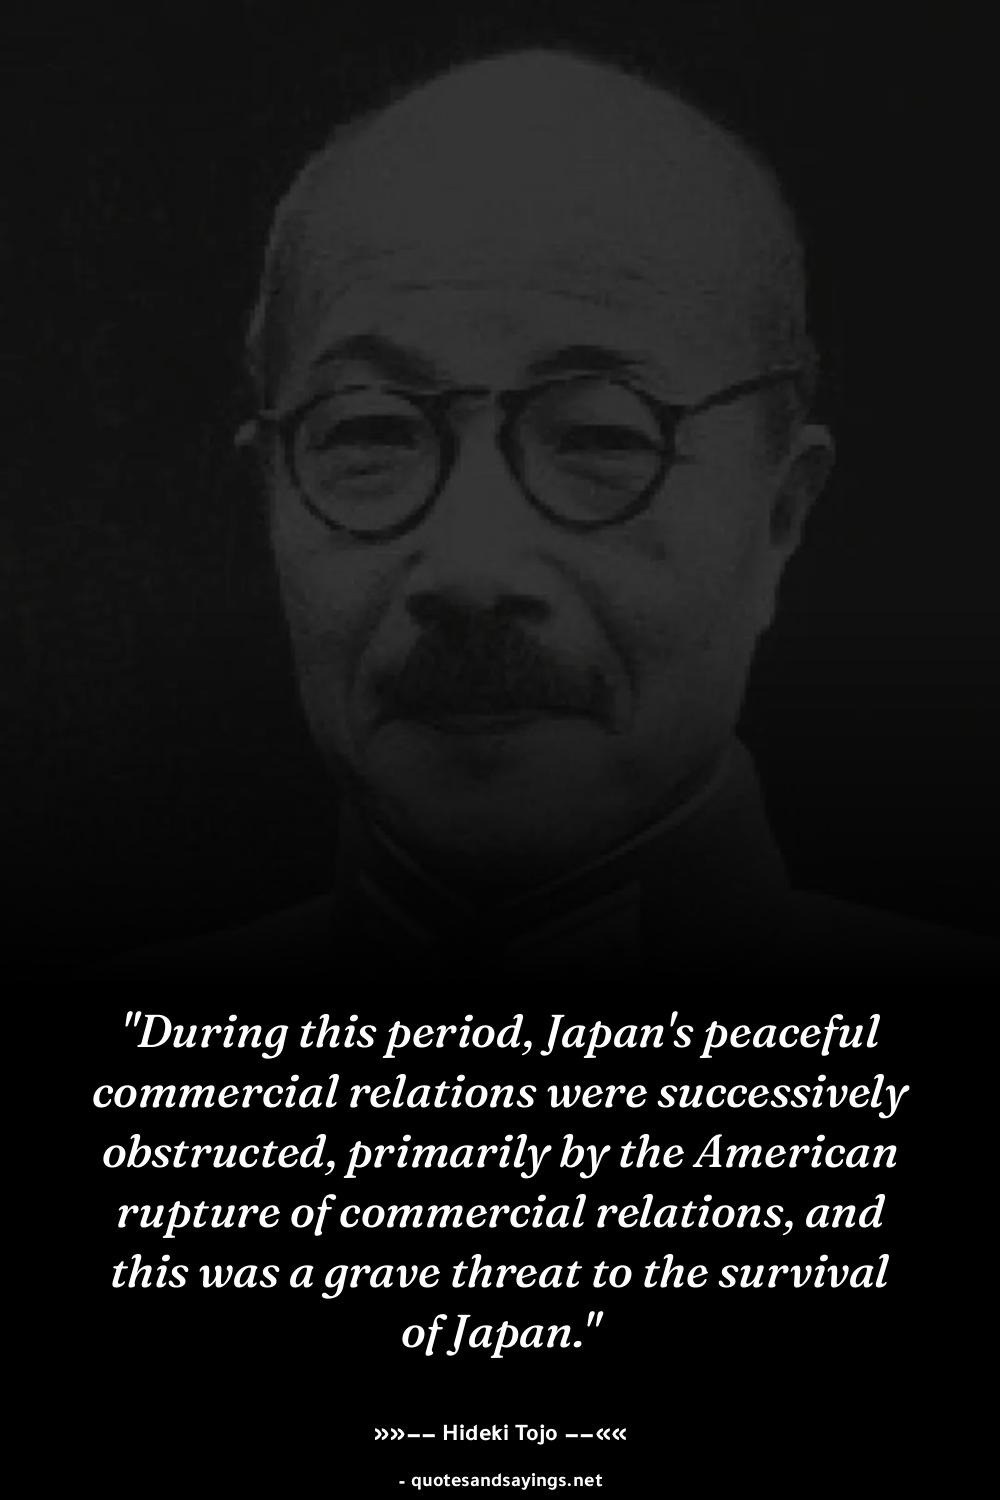 "During this period, Japan's peaceful
commercial relations were successively
obstructed, primarily by the American
rupture of commercial relations, and
this was a grave threat to the survival
of Japan."
»»-- Hideki Tojo --««
- quotesandsayings.net